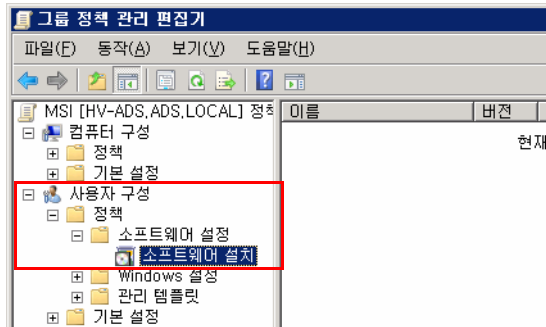 그룹 정책 관리 편집기
파일(F) 동작(A) 보기(V) 도움말(H)
MSI [HV-ADS,ADS,LOCAL] 정책
이름 버전
현재
컴퓨터 구성
정책
기본 설정
사용자 구성
정책
소프트웨어 설정
소프트웨어 설치
Windows 설정
관리 템플릿
기본 설정